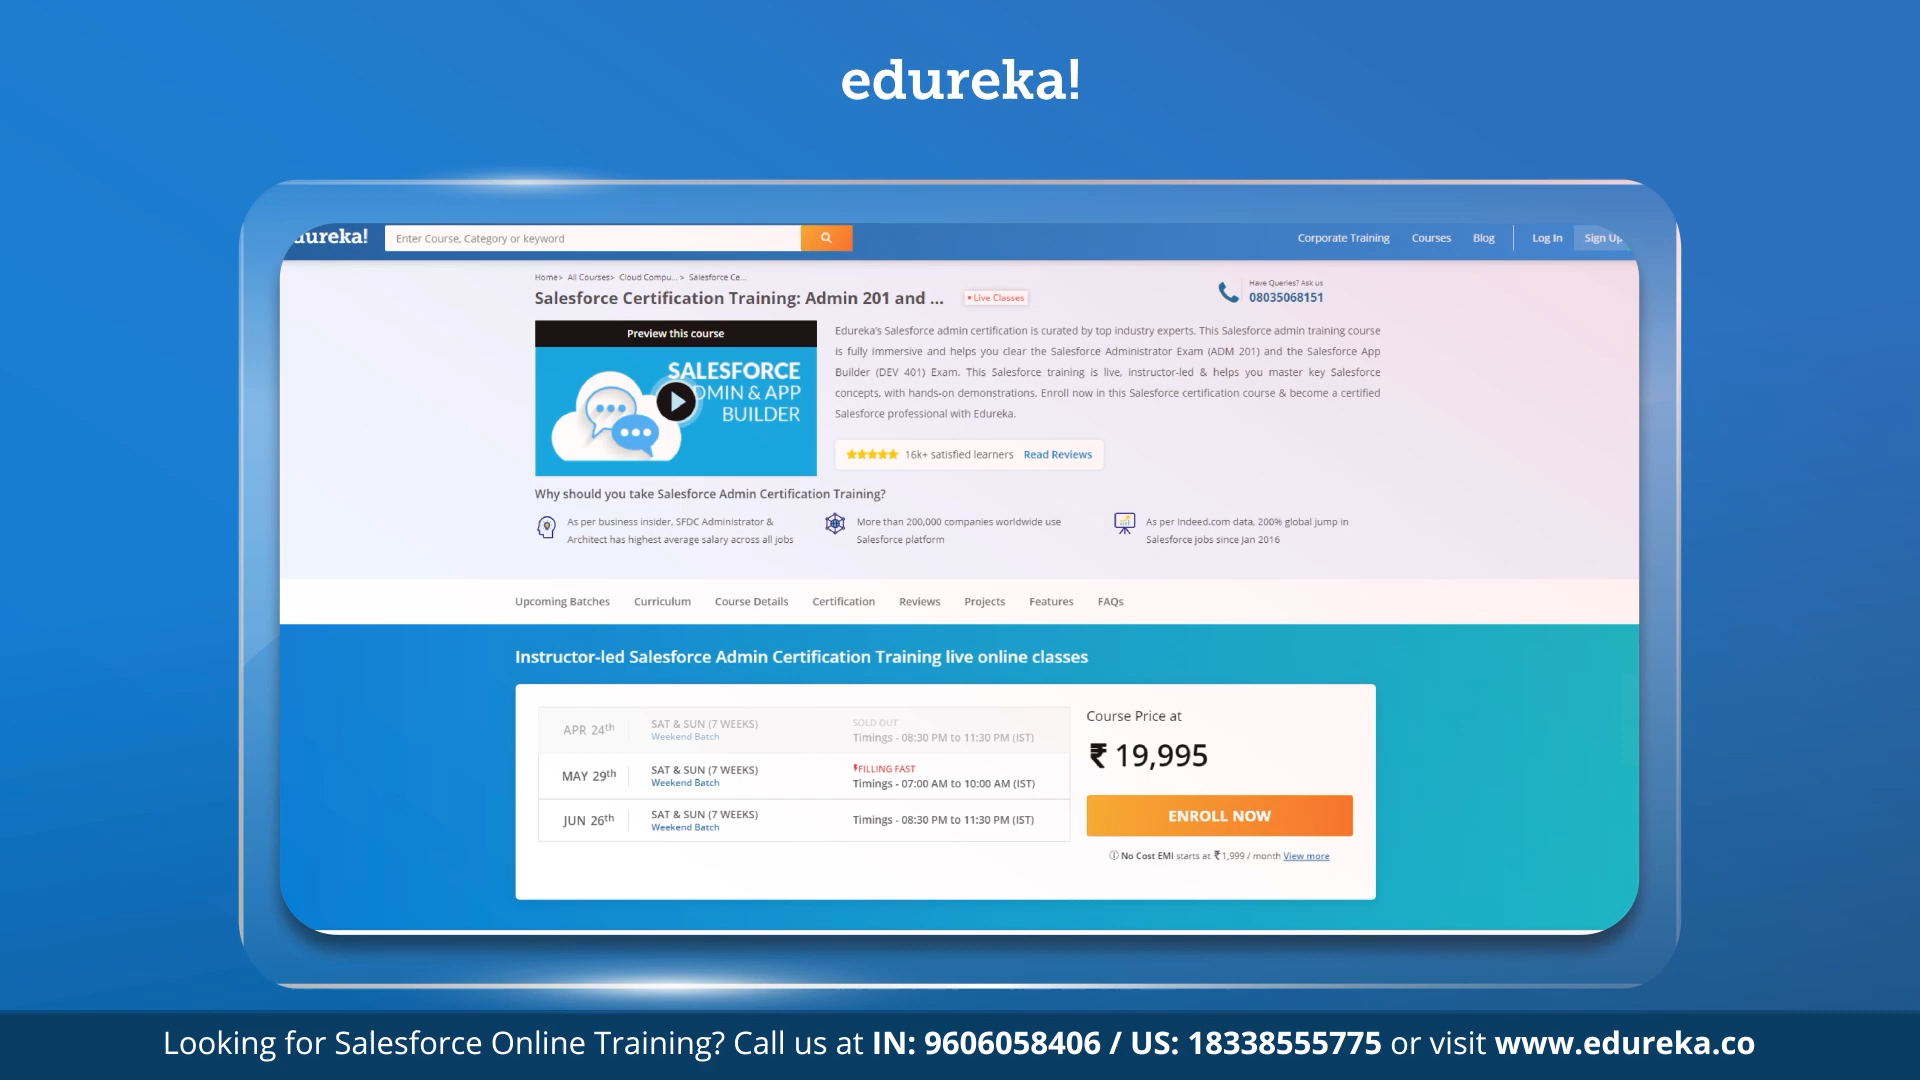 edureka!
edureka!
Enter Course, Category or keyword
Corporate Training Courses Blog Log In Sign Up
Home> All Courses> Cloud Compu... > Salesforce Ce...
Salesforce Certification Training: Admin 201 and ...
• Live Classes
Have Queries? Ask us
08035068151
Preview this course
SALESFORCE
ADMIN & APP
BUILDER
Edureka's Salesforce admin certification is curated by top industry experts. This Salesforce admin training course
is fully immersive and helps you clear the Salesforce Administrator Exam (ADM 201) and the Salesforce App
Builder (DEV 401) Exam. This Salesforce training is live, instructor-led & helps you master key Salesforce
concepts, with hands-on demonstrations. Enroll now in this Salesforce certification course & become a certified
Salesforce professional with Edureka.
16k+ satisfied learners Read Reviews
Why should you take Salesforce Admin Certification Training?
As per business insider, SFDC Administrator &
Architect has highest average salary across all jobs
More than 200,000 companies worldwide use
Salesforce platform
As per Indeed.com data, 200% global jump in
Salesforce jobs since Jan 2016
Upcoming Batches Curriculum Course Details Certification Reviews Projects Features FAQs
Instructor-led Salesforce Admin Certification Training live online classes
APR 24th
SAT & SUN (7 WEEKS)
Weekend Batch
SOLD OUT
Timings - 08:30 PM to 11:30 PM (IST)
MAY 29th
SAT & SUN (7 WEEKS)
Weekend Batch
FILLING FAST
Timings - 07:00 AM to 10:00 AM (IST)
JUN 26th
SAT & SUN (7 WEEKS)
Weekend Batch
Timings - 08:30 PM to 11:30 PM (IST)
Course Price at
₹ 19,995
ENROLL NOW
No Cost EMI starts at ₹ 1,999 / month View more
Looking for Salesforce Online Training? Call us at IN: 9606058406 / US: 18338555775 or visit www.edureka.co